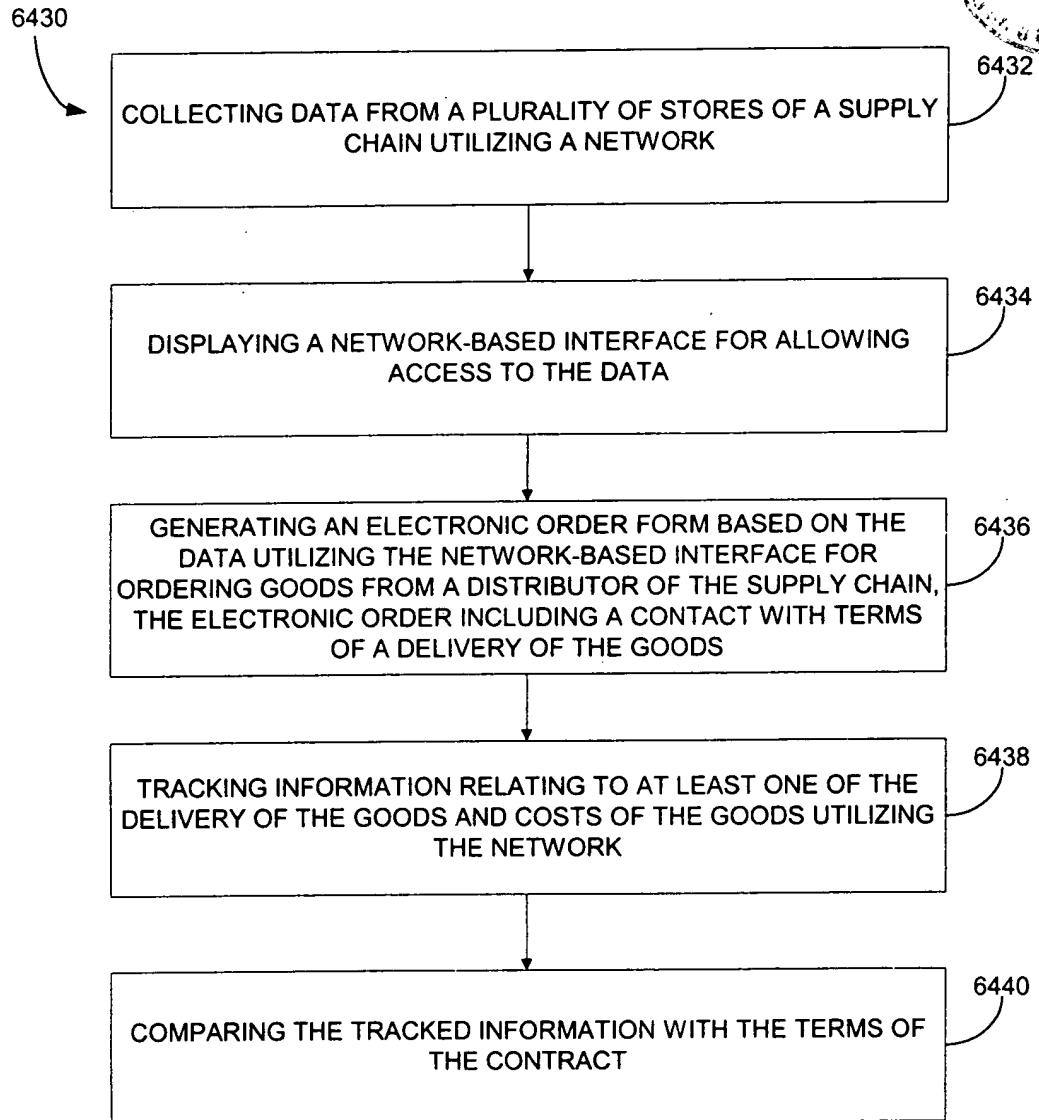 6430
6432
COLLECTING DATA FROM A PLURALITY OF STORES OF A SUPPLY
CHAIN UTILIZING A NETWORK
6434
DISPLAYING A NETWORK-BASED INTERFACE FOR ALLOWING
ACCESS TO THE DATA
6436
GENERATING AN ELECTRONIC ORDER FORM BASED ON THE
DATA UTILIZING THE NETWORK-BASED INTERFACE FOR
ORDERING GOODS FROM A DISTRIBUTOR OF THE SUPPLY CHAIN,
THE ELECTRONIC ORDER INCLUDING A CONTACT WITH TERMS
OF A DELIVERY OF THE GOODS
6438
TRACKING INFORMATION RELATING TO AT LEAST ONE OF THE
DELIVERY OF THE GOODS AND COSTS OF THE GOODS UTILIZING
THE NETWORK
6440
COMPARING THE TRACKED INFORMATION WITH THE TERMS OF
THE CONTRACT